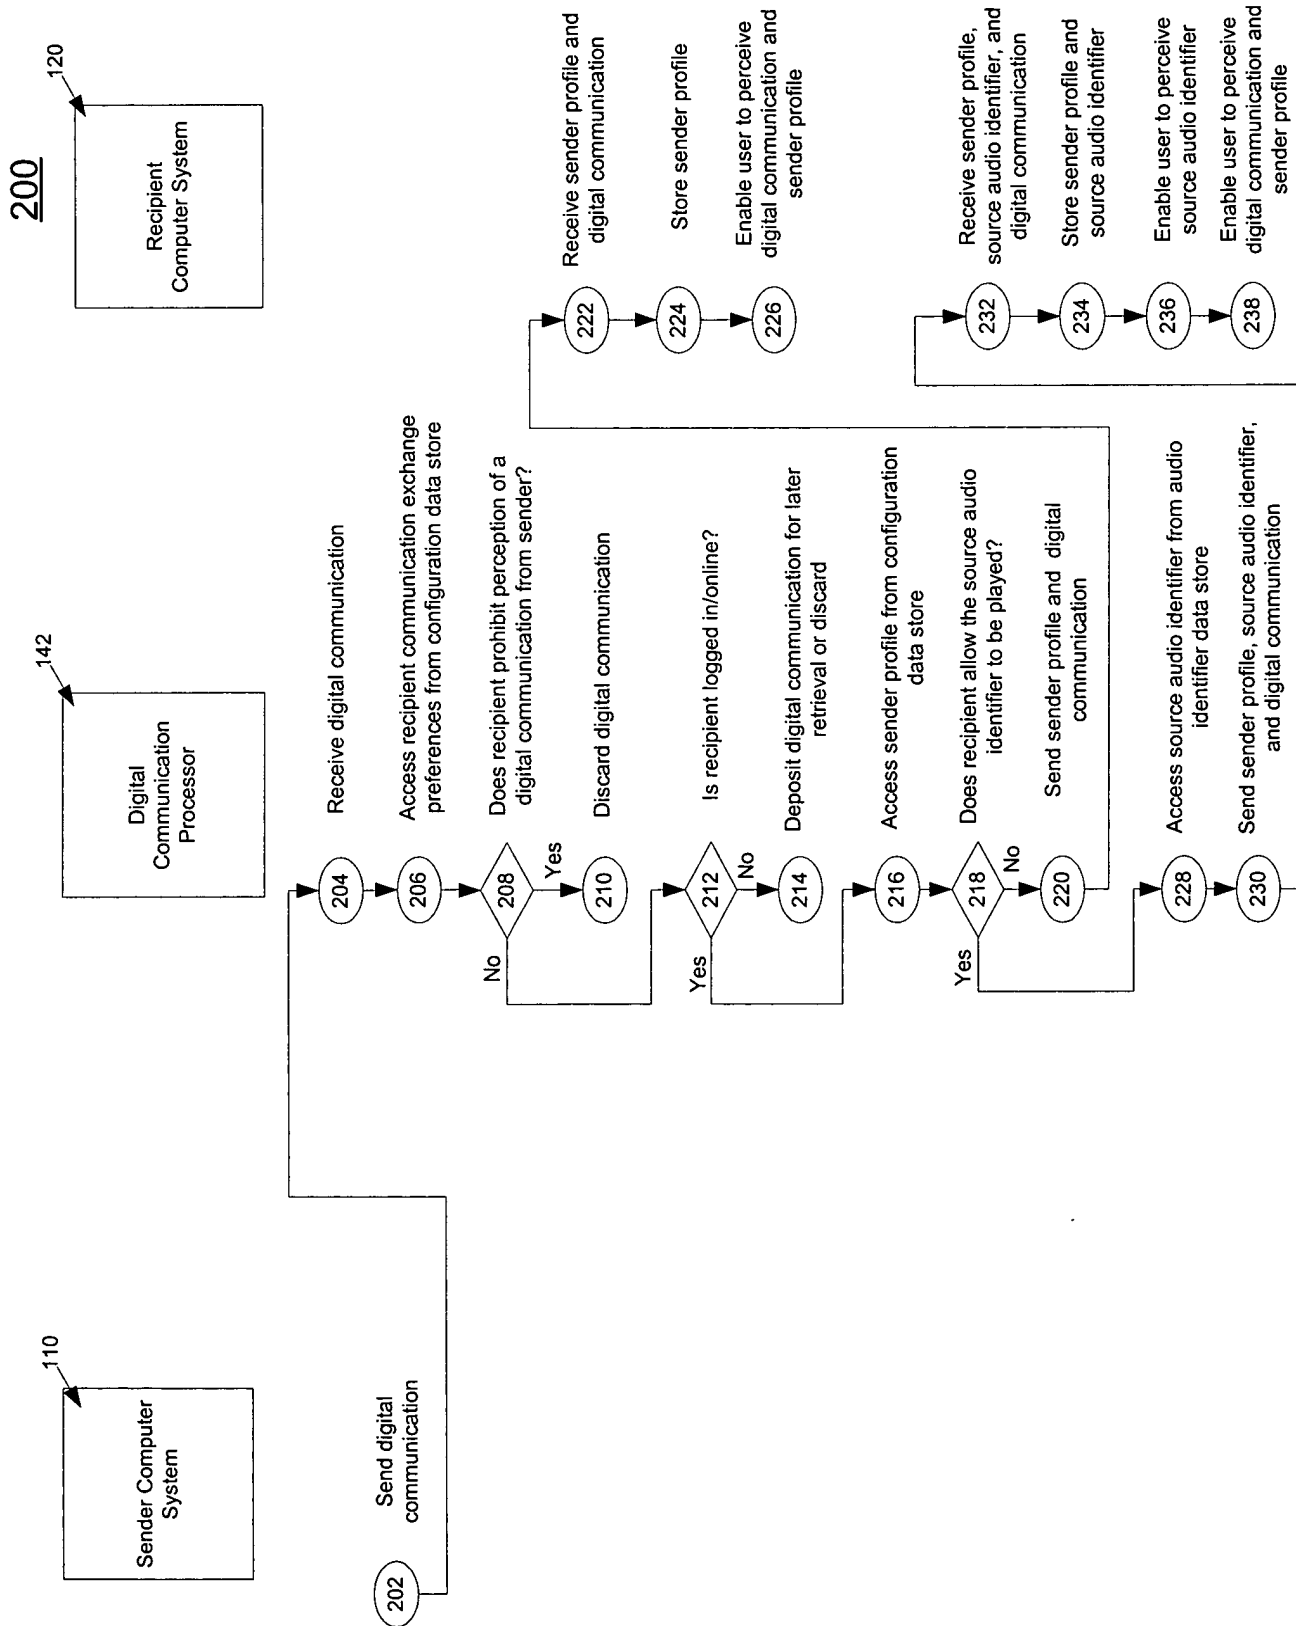 200
110
Sender Computer
System
142
Digital
Communication
Processor
120
Recipient
Computer System
202
Send digital
communication
204
Receive digital communication
206
Access recipient communication exchange
preferences from configuration data store
208
Does recipient prohibit perception of a
digital communication from sender?
Yes
No
210
Discard digital communication
212
Is recipient logged in/online?
No
Yes
214
Deposit digital communication for later
retrieval or discard
216
Access sender profile from configuration
data store
218
Does recipient allow the source audio
identifier to be played?
No
Yes
220
Send sender profile and digital
communication
222
Receive sender profile and
digital communication
224
Store sender profile
226
Enable user to perceive
digital communication and
sender profile
228
Access source audio identifier from audio
identifier data store
230
Send sender profile, source audio identifier,
and digital communication
232
Receive sender profile,
source audio identifier, and
digital communication
234
Store sender profile and
source audio identifier
236
Enable user to perceive
source audio identifier
238
Enable user to perceive
digital communication and
sender profile